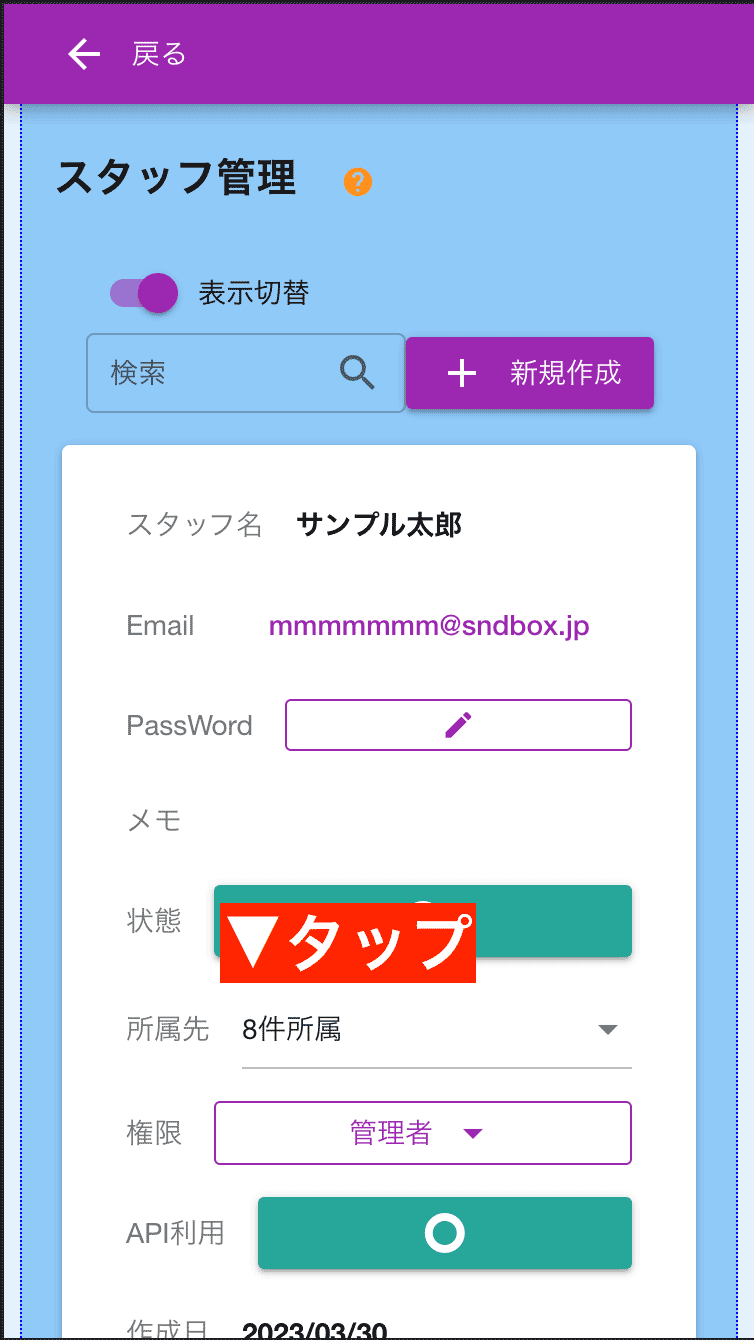 戻る
スタッフ管理
表示切替
検索 新規作成
スタッフ名 サンプル太郎
Email mmmmmmm@sndbox.jp
PassWord
メモ
状態
▼タップ
所属先 8件所属
権限 管理者
API利用
作成日 2023/03/30